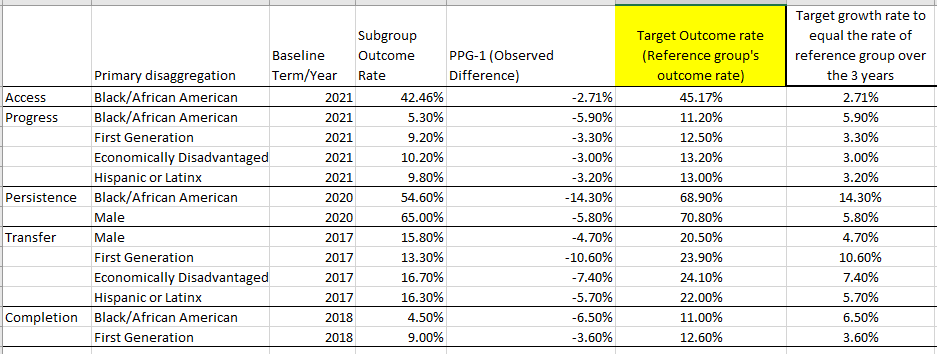 Primary disaggregation Baseline Term/Year Subgroup Outcome Rate PPG-1 (Observed Difference) Target Outcome rate (Reference group's outcome rate) Target growth rate to equal the rate of reference group over the 3 years
Access Black/African American 2021 42.46% -2.71% 45.17% 2.71%
Progress Black/African American 2021 5.30% -5.90% 11.20% 5.90%
First Generation 2021 9.20% -3.30% 12.50% 3.30%
Economically Disadvantaged 2021 10.20% -3.00% 13.20% 3.00%
Hispanic or Latinx 2021 9.80% -3.20% 13.00% 3.20%
Persistence Black/African American 2020 54.60% -14.30% 68.90% 14.30%
Male 2020 65.00% -5.80% 70.80% 5.80%
Transfer Male 2017 15.80% -4.70% 20.50% 4.70%
First Generation 2017 13.30% -10.60% 23.90% 10.60%
Economically Disadvantaged 2017 16.70% -7.40% 24.10% 7.40%
Hispanic or Latinx 2017 16.30% -5.70% 22.00% 5.70%
Completion Black/African American 2018 4.50% -6.50% 11.00% 6.50%
First Generation 2018 9.00% -3.60% 12.60% 3.60%